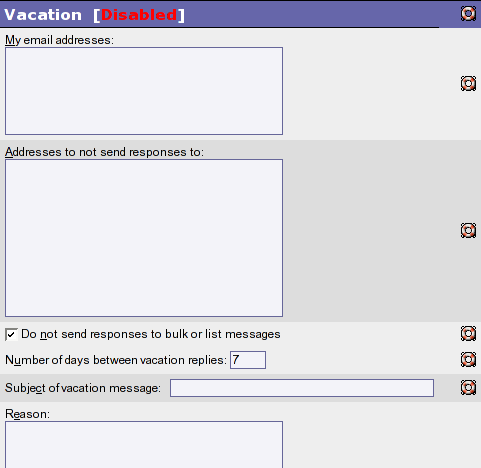 Vacation [Disabled]
My email addresses:
Addresses to not send responses to:
Do not send responses to bulk or list messages
Number of days between vacation replies: 7
Subject of vacation message:
Reason: